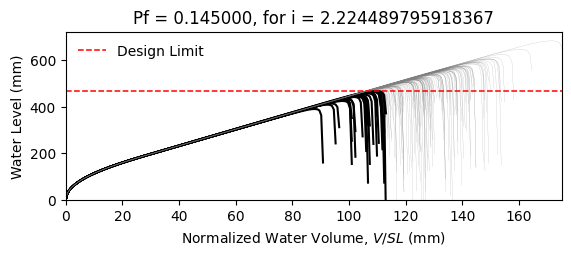 Pf = 0.145000, for i = 2.224489795918367
Design Limit
Water Level (mm)
600
400
200
0
0 20 40 60 80 100 120 140 160
Normalized Water Volume, V/SL (mm)